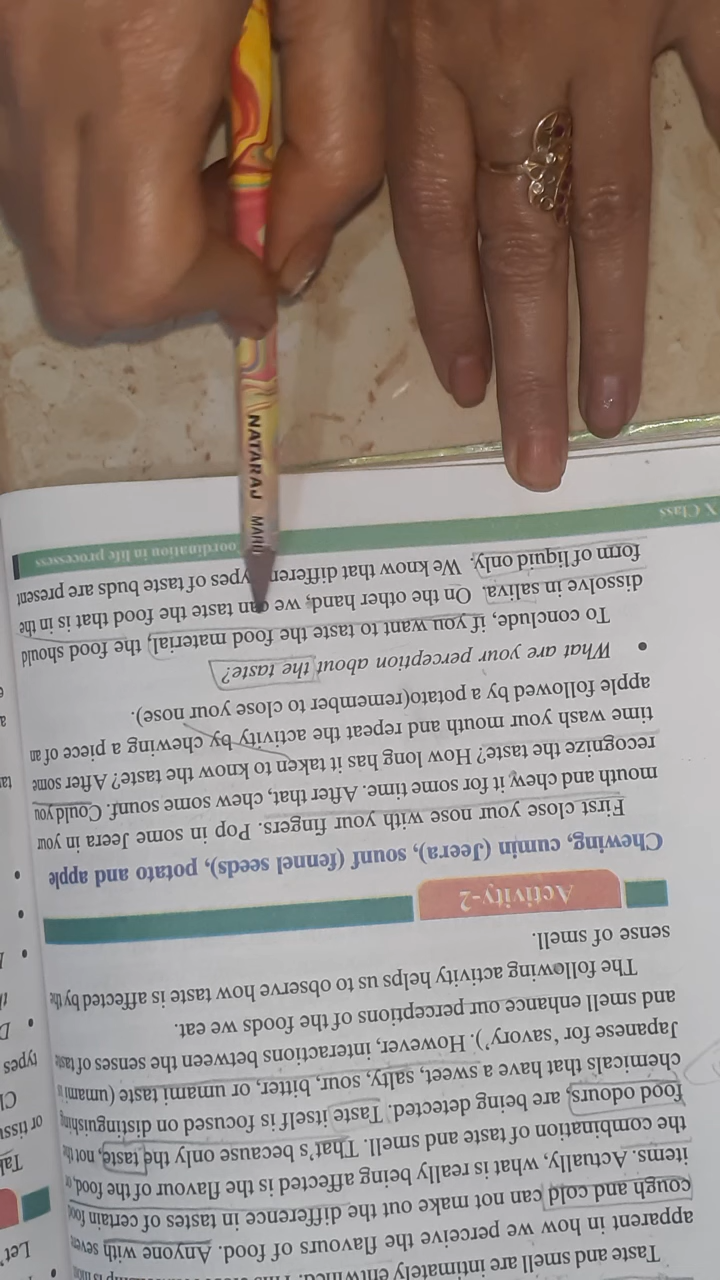 Taste and smell are intimately
apparent in how we perceive the flavours of food. Anyone with severe
cough and cold can not make out the difference in tastes of certain food
items. Actually, what is really being affected is the flavour of the food, or
the combination of taste and smell. That's because only the taste, not the
food odours, are being detected. Taste itself is focused on distinguishing
chemicals that have a sweet, salty, sour, bitter, or umami taste (umami is
Japanese for 'savory'). However, interactions between the senses of taste
and smell enhance our perceptions of the foods we eat.
The following activity helps us to observe how taste is affected by the
sense of smell.
Activity-2
Chewing, cumin (Jeera), sounf (fennel seeds), potato and apple
First close your nose with your fingers. Pop in some Jeera in your
mouth and chew it for some time. After that, chew some sounf. Could you
recognize the taste? How long has it taken to know the taste? After some
time wash your mouth and repeat the activity by chewing a piece of an
apple followed by a potato(remember to close your nose).
• What are your perception about the taste?
To conclude, if you want to taste the food material, the food should
dissolve in saliva. On the other hand, we can taste the food that is in the
form of liquid only. We know that different types of taste buds are present
X Class
oordination in life processess
Let'
Tal
or tissu
Cl
types
NATARAJ MARB